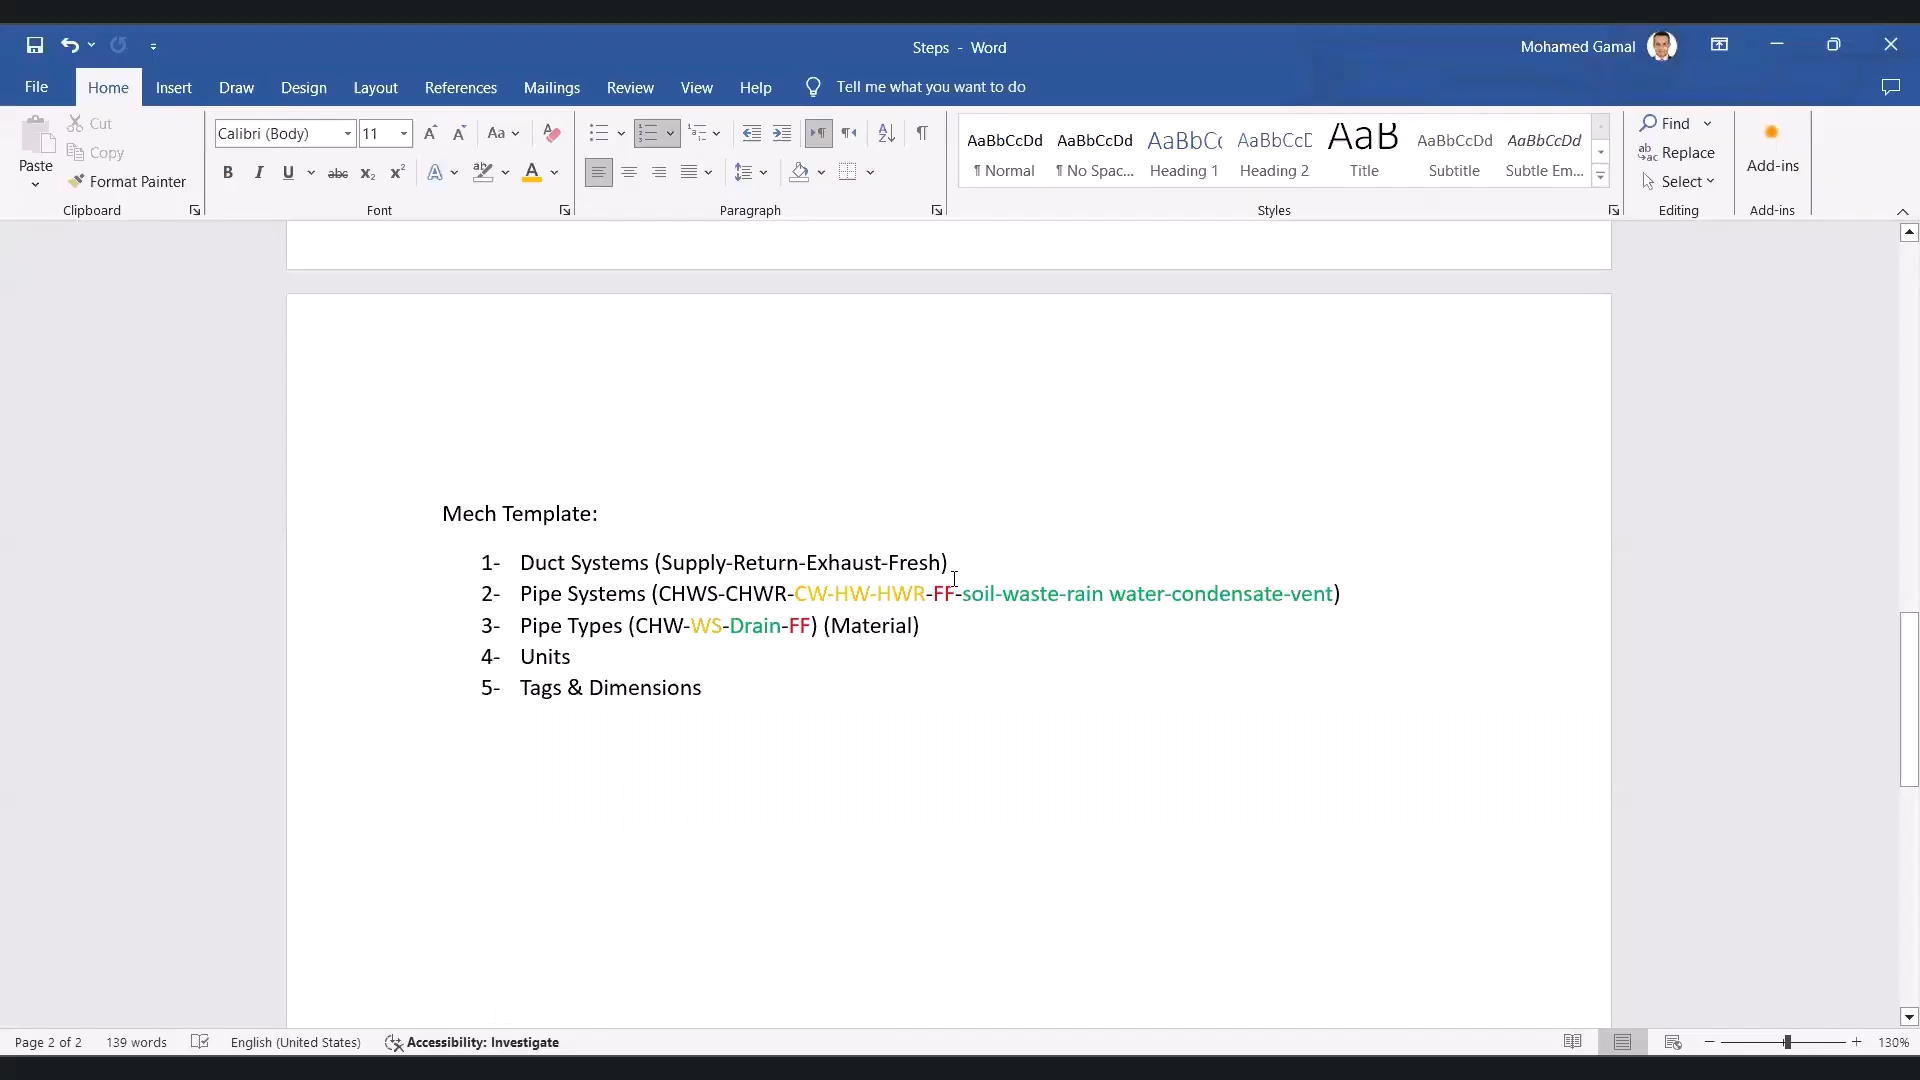 Steps - Word
Mohamed Gamal
File Home Insert Draw Design Layout References Mailings Review View Help Tell me what you want to do
Paste
Cut
Copy
Format Painter
Clipboard
Calibri (Body) 11
Font
Paragraph
AaBbCcDd AaBbCcDd AaBbCc AaBbCcD AaB AaBbCcDd AaBbCcDd
¶ Normal ¶ No Spac... Heading 1 Heading 2 Title Subtitle Subtle Em...
Styles
Find
Replace
Select
Editing
Add-ins
Add-ins
Mech Template:
1- Duct Systems (Supply-Return-Exhaust-Fresh)
2- Pipe Systems (CHWS-CHWR-CW-HW-HWR-FF-soil-waste-rain water-condensate-vent)
3- Pipe Types (CHW-WS-Drain-FF) (Material)
4- Units
5- Tags & Dimensions
Page 2 of 2 139 words English (United States) Accessibility: Investigate 130%